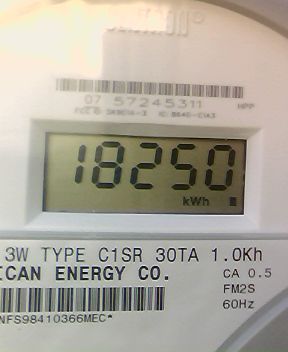 07 57245311 HPP
18250
kWh
3W TYPE C1SR 30TA 1.0Kh
ICAN ENERGY CO. CA 0.5
FM2S
60Hz
NFS98410366MEC*